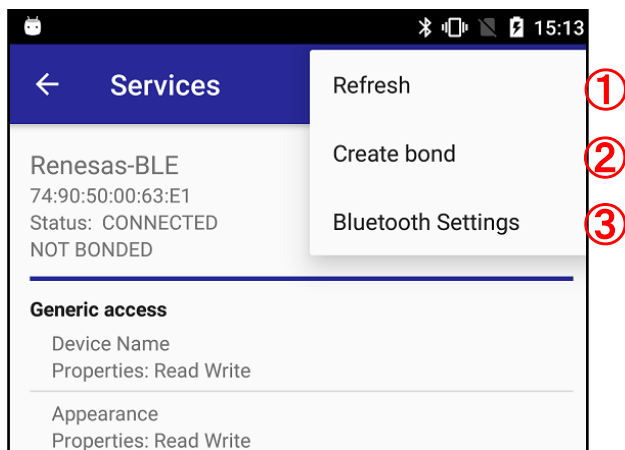 15:13
Services
Refresh ①
Create bond ②
Bluetooth Settings ③
Renesas-BLE
74:90:50:00:63:E1
Status: CONNECTED
NOT BONDED
Generic access
Device Name
Properties: Read Write
Appearance
Properties: Read Write